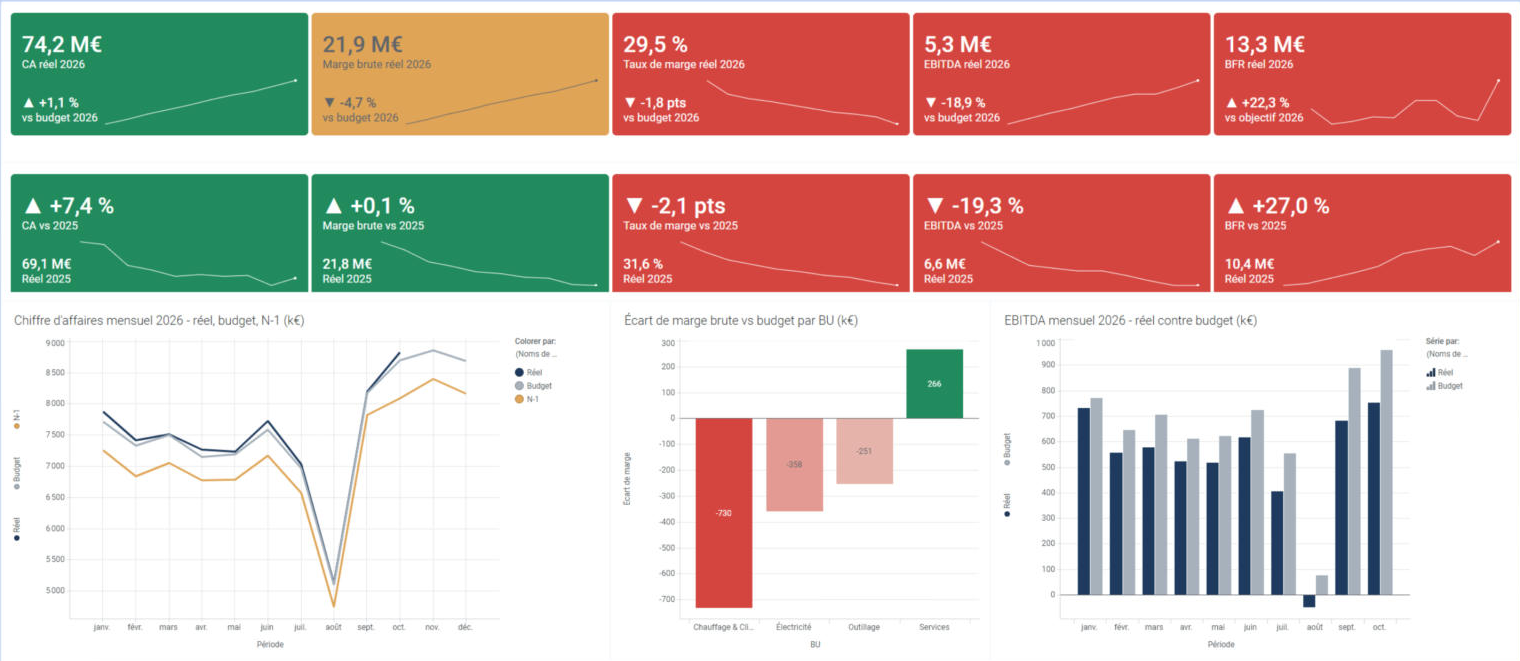 74,2 M€
CA réel 2026
▲ +1,1 %
vs budget 2026
21,9 M€
Marge brute réel 2026
▼ -4,7 %
vs budget 2026
29,5 %
Taux de marge réel 2026
▼ -1,8 pts
vs budget 2026
5,3 M€
EBITDA réel 2026
▼ -18,9 %
vs budget 2026
13,3 M€
BFR réel 2026
▲ +22,3 %
vs objectif 2026
▲ +7,4 %
CA vs 2025
69,1 M€
Réel 2025
▲ +0,1 %
Marge brute vs 2025
21,8 M€
Réel 2025
▼ -2,1 pts
Taux de marge vs 2025
31,6 %
Réel 2025
▼ -19,3 %
EBITDA vs 2025
6,6 M€
Réel 2025
▲ +27,0 %
BFR vs 2025
10,4 M€
Réel 2025
Chiffre d'affaires mensuel 2026 - réel, budget, N-1 (k€)
9 000
8 500
8 000
7 500
7 000
6 500
6 000
5 500
5 000
N-1
Budget
Réel
janv. févr. mars avr. mai juin juil. août sept. oct. nov. déc.
Période
Colorer par:
(Noms de ...
Réel
Budget
N-1
Écart de marge brute vs budget par BU (k€)
300
200
100
0
-100
-200
-300
-400
-500
-600
-700
Écart de marge
-730
-358
-251
266
Chauffage & Cli... Électricité Outillage Services
BU
EBITDA mensuel 2026 - réel contre budget (k€)
1 000
900
800
700
600
500
400
300
200
100
0
Budget
Réel
janv. févr. mars avr. mai juin juil. août sept. oct.
Période
Série par:
(Noms de ...
Réel
Budget